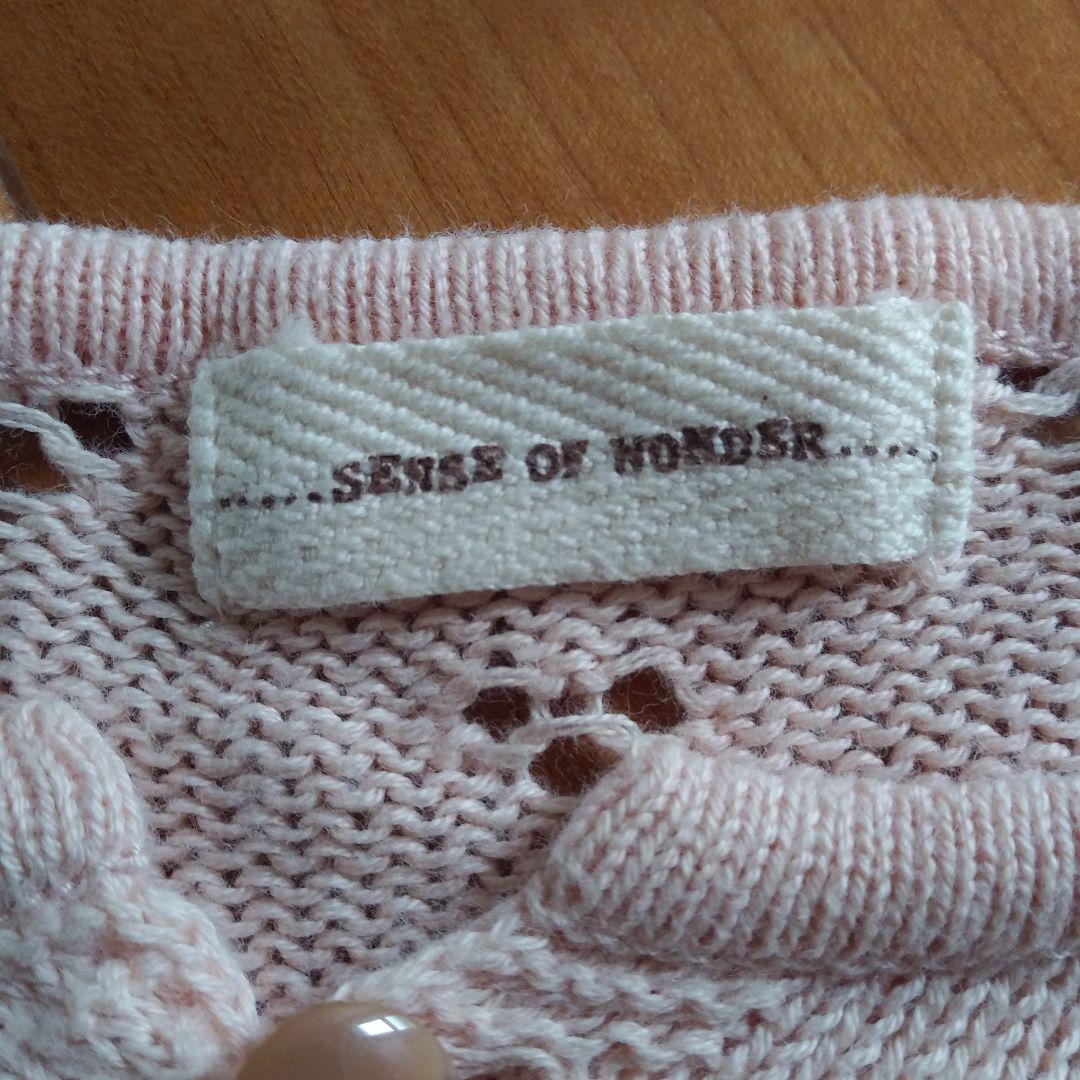 .....SENSE OF WONDER.....